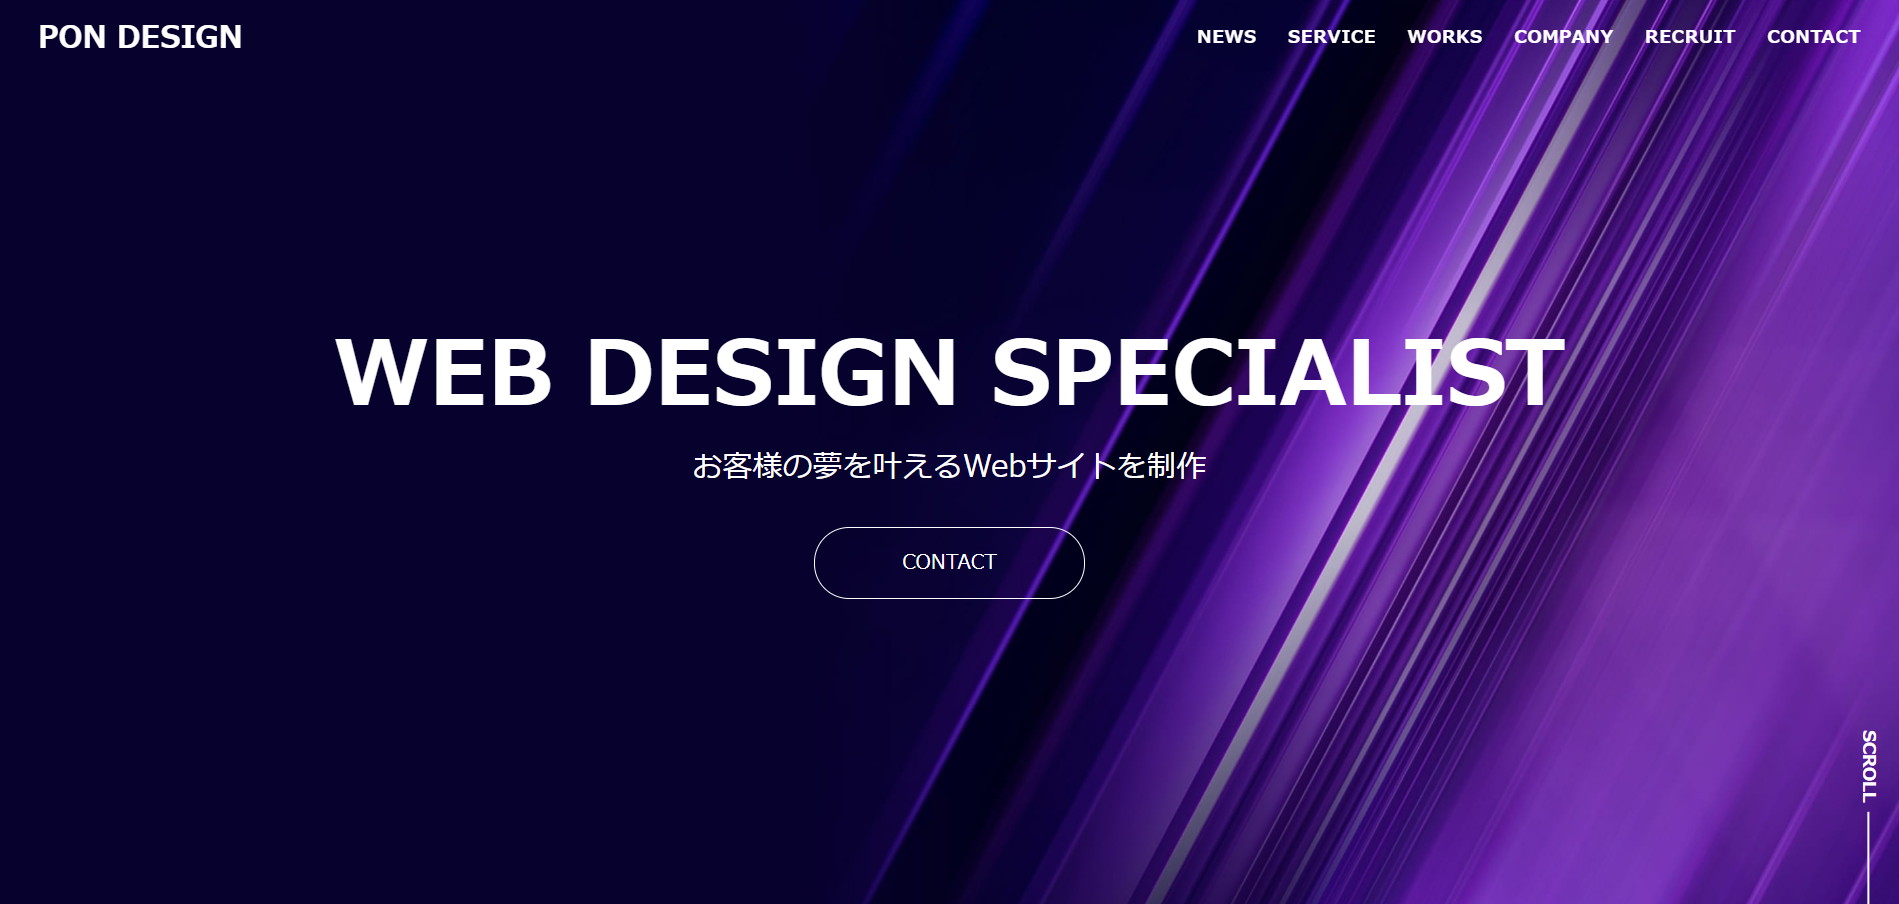 PON DESIGN
NEWS SERVICE WORKS COMPANY RECRUIT CONTACT
WEB DESIGN SPECIALIST
お客様の夢を叶えるWebサイトを制作
CONTACT
SCROLL